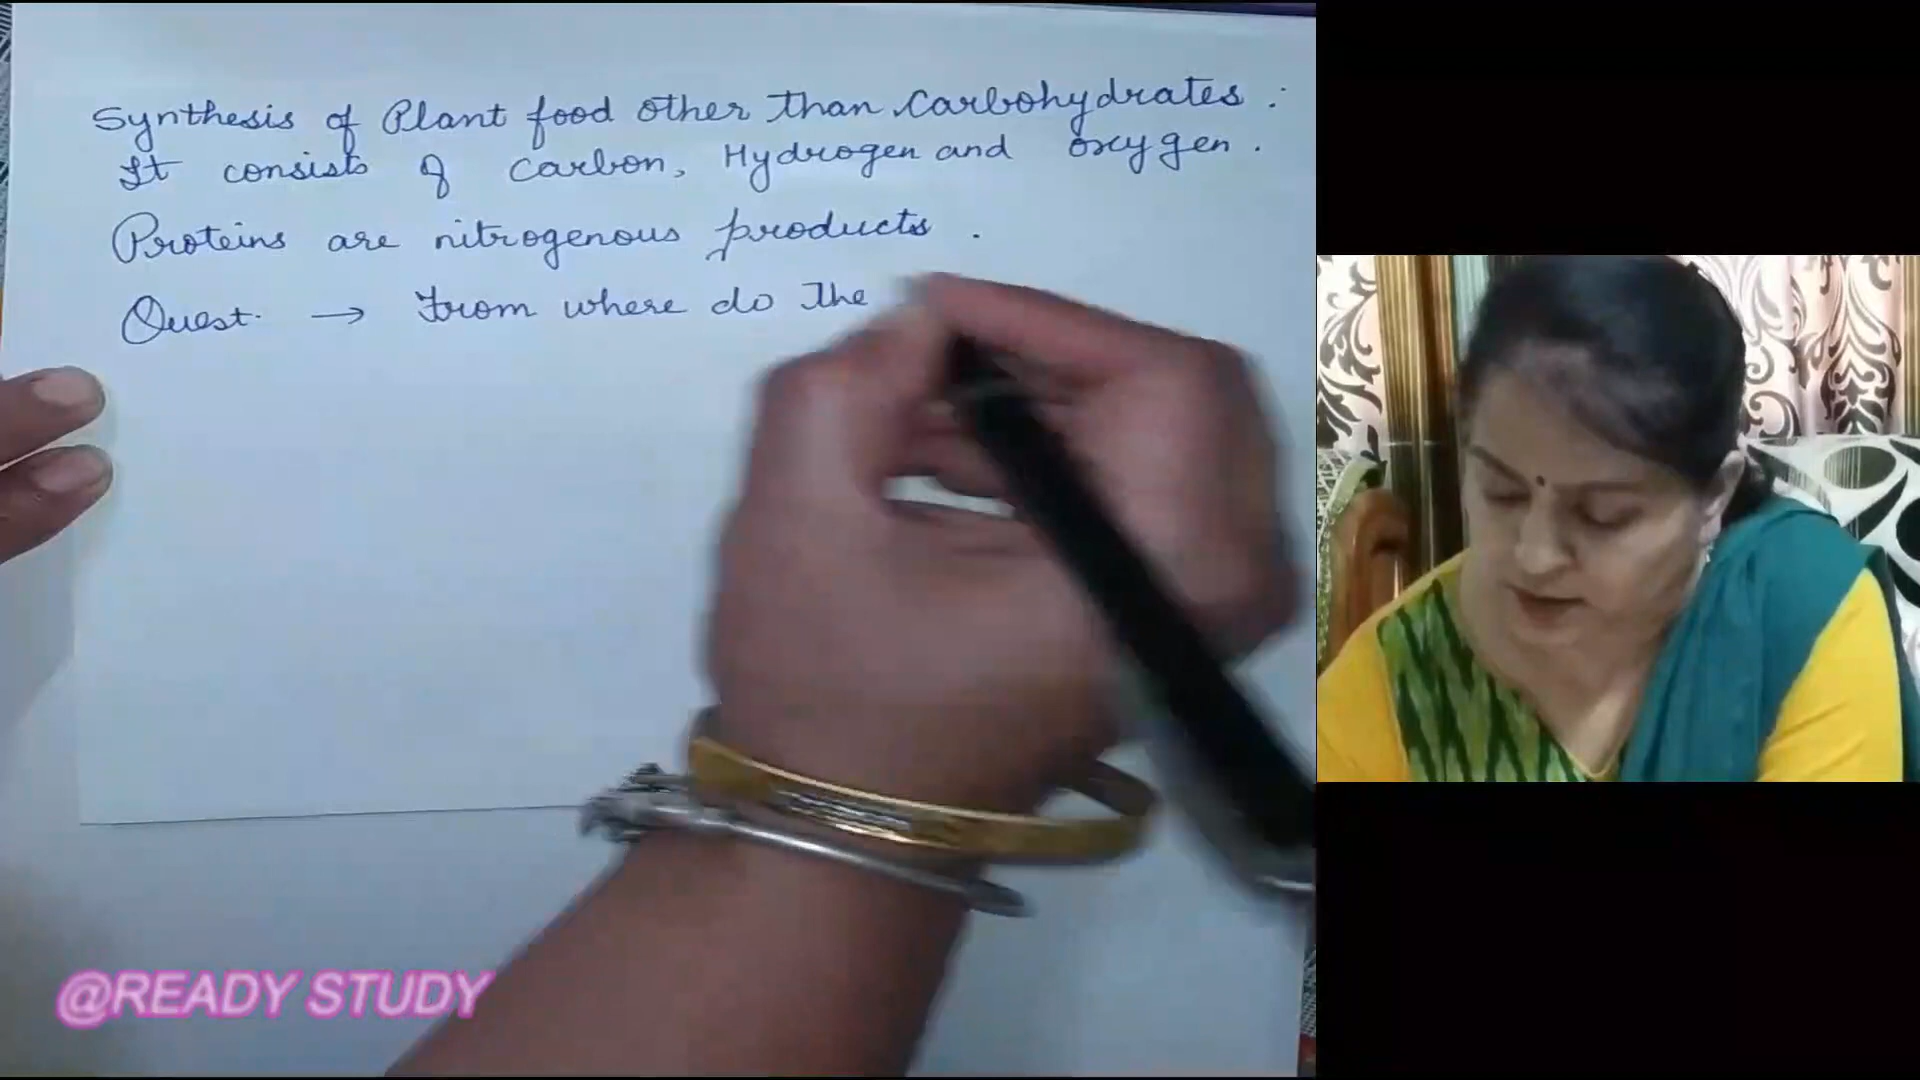 Synthesis of Plant food other than Carbohydrates :
It consists of Carbon, Hydrogen and oxygen .
Proteins are nitrogenous products .
Quest. → From where do the
@READY STUDY